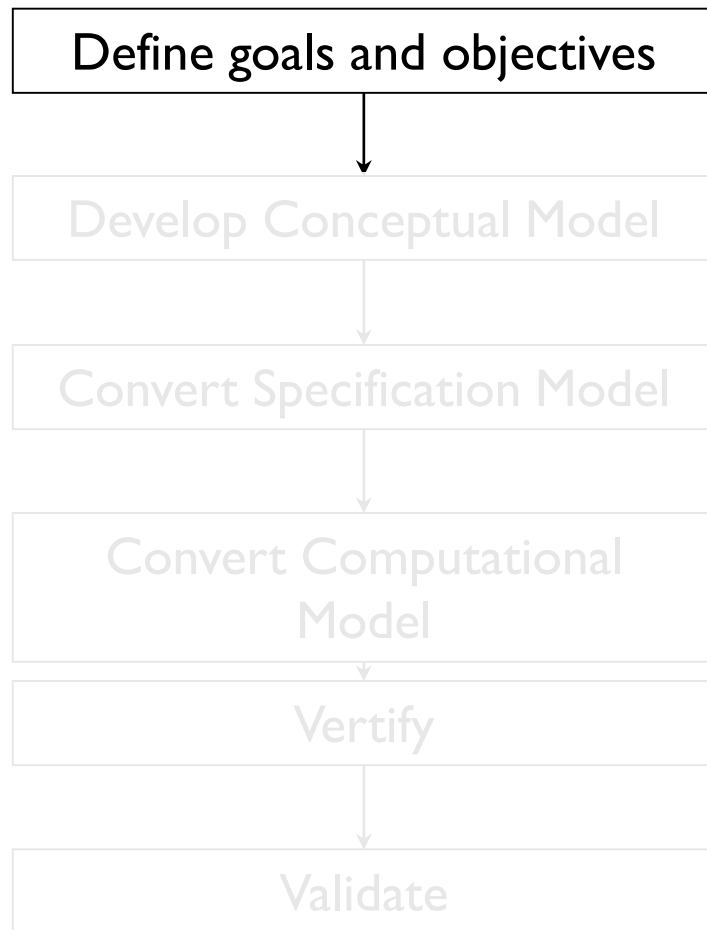 Define goals and objectives
Develop Conceptual Model
Convert Specification Model
Convert Computational
Model
Vertify
Validate